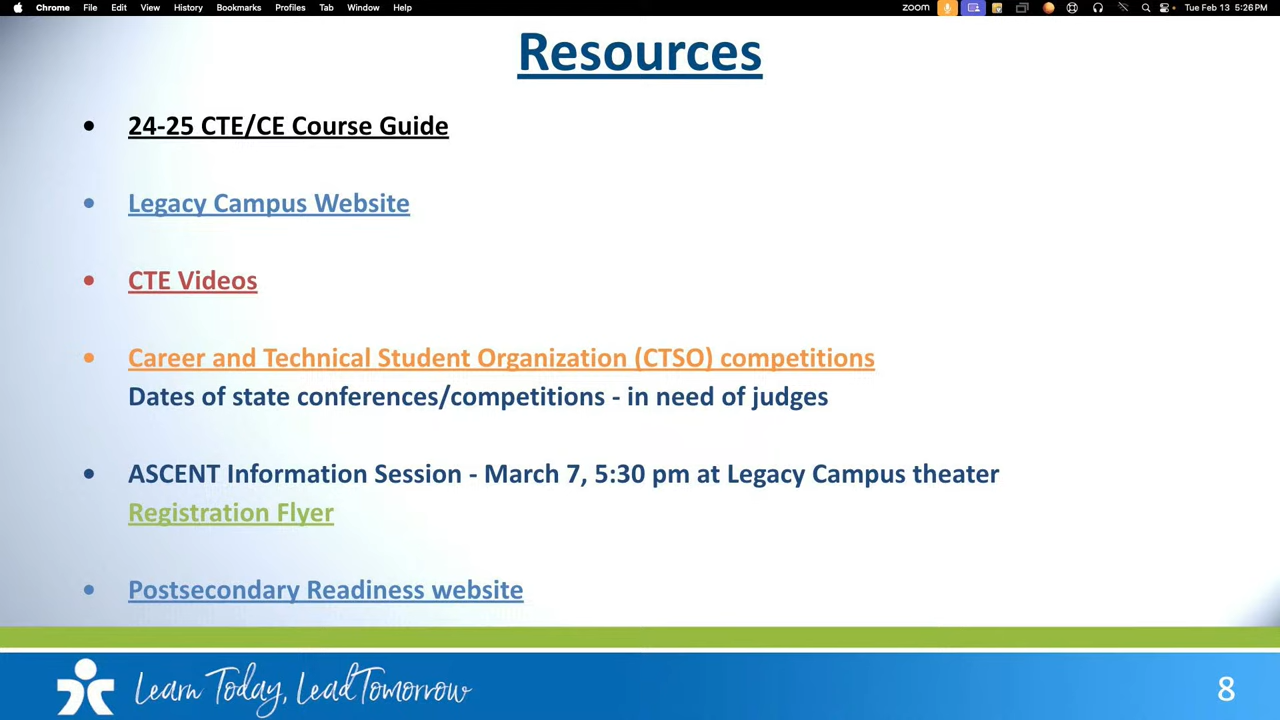 Chrome File Edit View History Bookmarks Profiles Tab Window Help zoom Tue Feb 13 5:26 PM
Resources
• 24-25 CTE/CE Course Guide
• Legacy Campus Website
• CTE Videos
• Career and Technical Student Organization (CTSO) competitions
Dates of state conferences/competitions - in need of judges
• ASCENT Information Session - March 7, 5:30 pm at Legacy Campus theater
Registration Flyer
• Postsecondary Readiness website
Learn Today, Lead Tomorrow
8